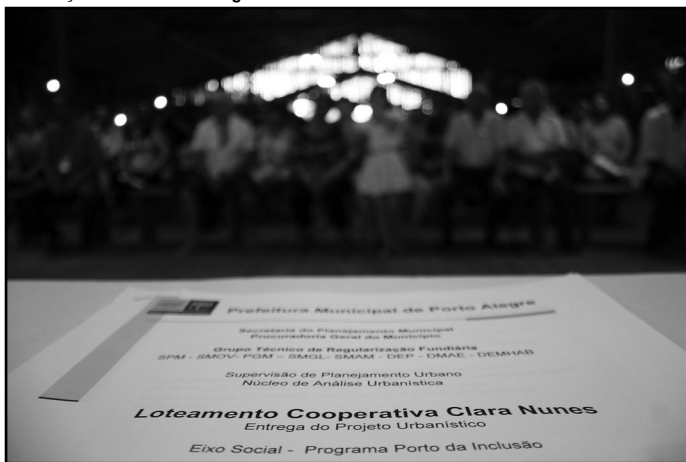 Prefeitura Municipal de Porto Alegre
Secretaria do Planejamento Municipal
Procuradoria Geral do Município
Grupo Técnico de Regularização Fundiária
SPM - SMOV- PGM – SMGL- SMAM - DEP - DMAE - DEMHAB
Supervisão de Planejamento Urbano
Núcleo de Análise Urbanística
Loteamento Cooperativa Clara Nunes
Entrega do Projeto Urbanístico
Eixo Social - Programa Porto da Inclusão